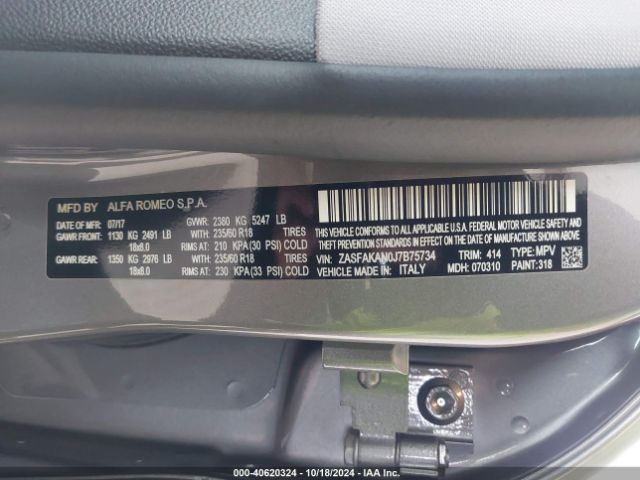 MFD BY ALFA ROMEO S.P.A.
DATE OF MFR: 07/17 GVWR: 2380 KG 5247 LB
GAWR FRONT: 1130 KG 2491 LB WITH: 235/60 R18 TIRES
18x8.0 RIMS AT: 210 KPA(30 PSI) COLD
GAWR REAR: 1350 KG 2976 LB WITH: 235/60 R18 TIRES
18x8.0 RIMS AT: 230 KPA(33 PSI) COLD
THIS VEHICLE CONFORMS TO ALL APPLICABLE U.S.A. FEDERAL MOTOR VEHICLE
SAFETY, BUMPER, AND THEFT PREVENTION STANDARDS IN EFFECT ON THE DATE OF
MANUFACTURE SHOWN ABOVE.
VIN: ZASFAKAN0J7B75734 TYPE: MPV
VEHICLE MADE IN: ITALY TRIM: 414
MDH: 070310 PAINT: 318
000-40620324 | 10/18/2024 | IAA Inc.